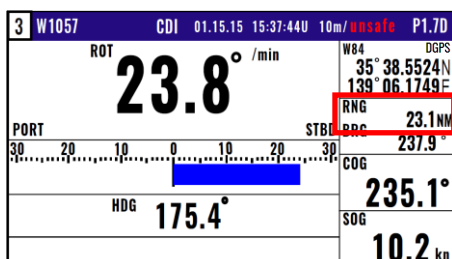 3 W1057 CDI 01.15.15 15:37:44U 10m/unsafe P1.7D
ROT 23.8°/min
PORT STBD
30 20 10 0 10 20 30
HDG 175.4°
W84 DGPS
35°38.5524N
139°06.1749E
RNG 23.1NM
BRG 237.9°
COG 235.1°
SOG 10.2 kn